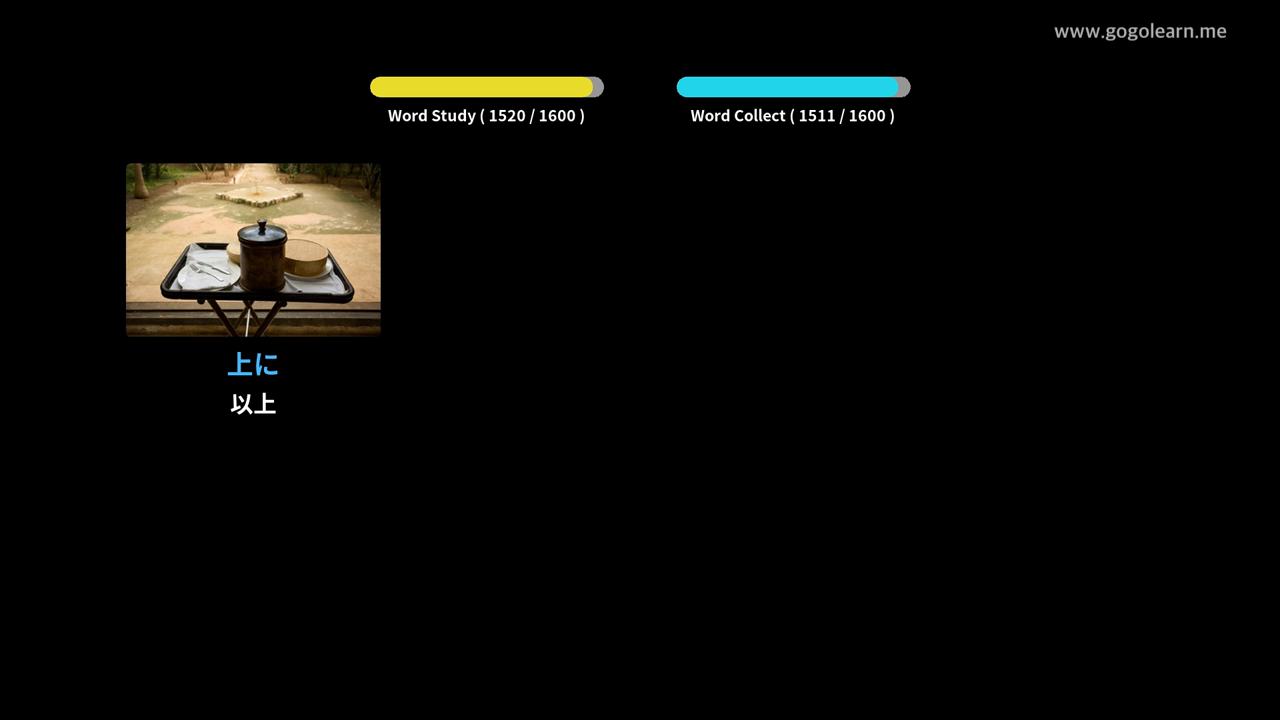 www.gogolearn.me
Word Study ( 1520 / 1600 )
Word Collect ( 1511 / 1600 )
上に
以上